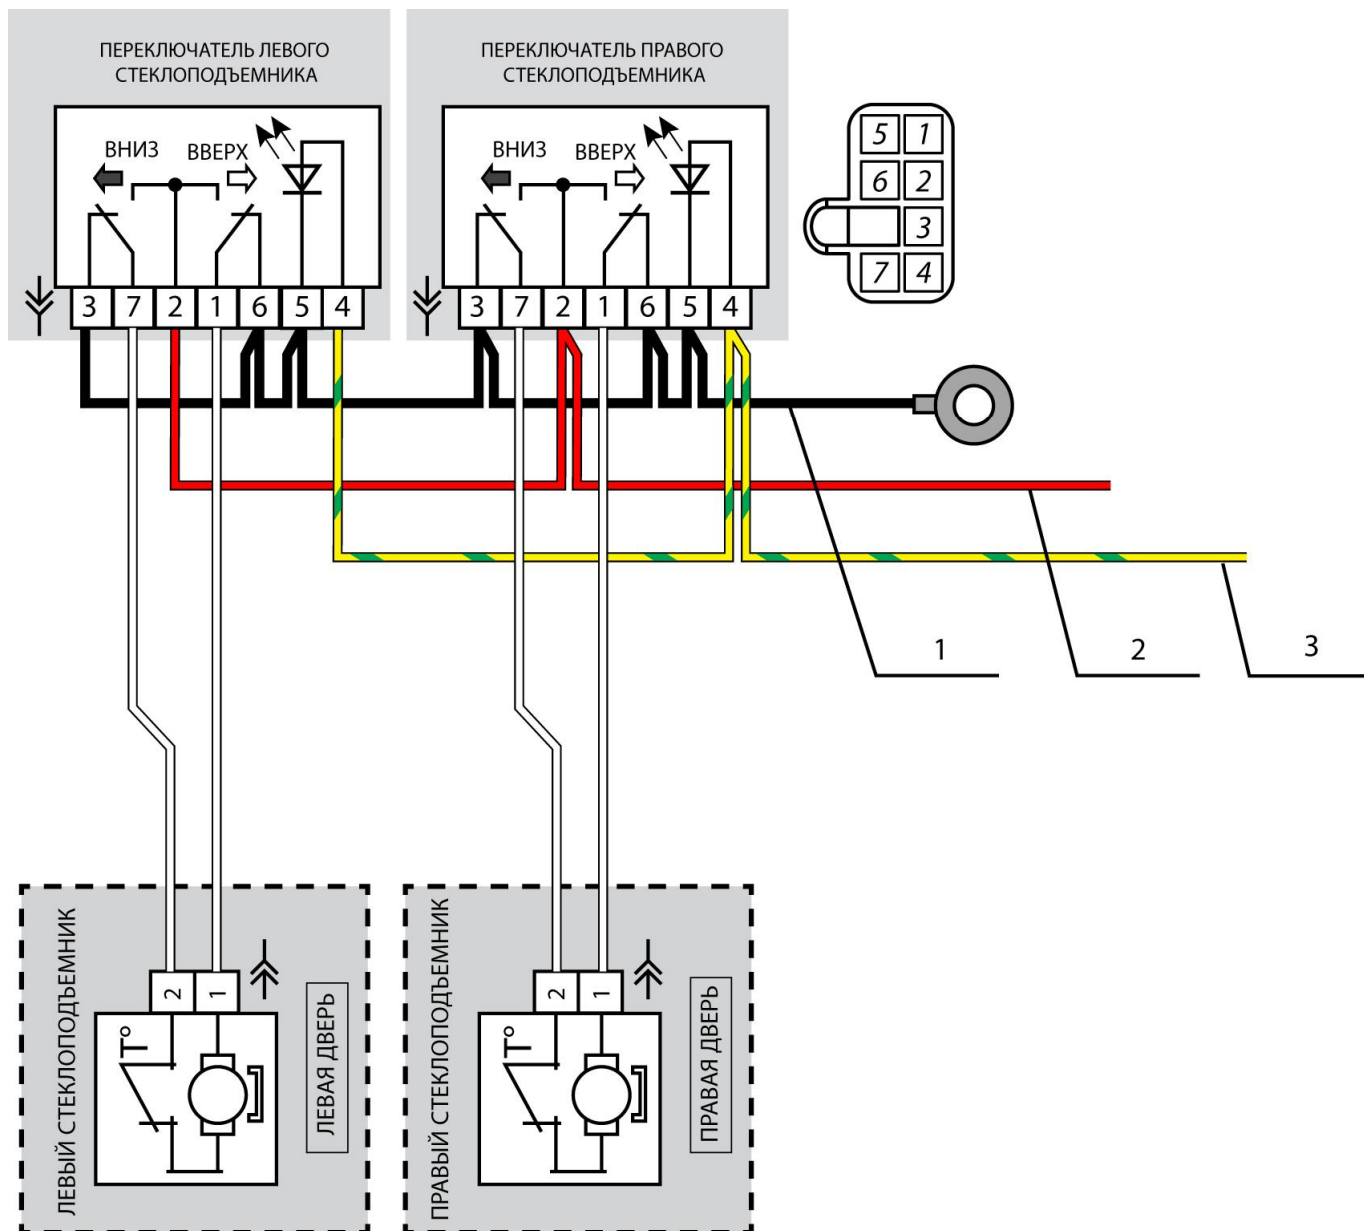 ПЕРЕКЛЮЧАТЕЛЬ ЛЕВОГО
СТЕКЛОПОДЪЕМНИКА
ВНИЗ ВВЕРХ
3 7 2 1 6 5 4
ПЕРЕКЛЮЧАТЕЛЬ ПРАВОГО
СТЕКЛОПОДЪЕМНИКА
ВНИЗ ВВЕРХ
3 7 2 1 6 5 4
5 1
6 2
3
7 4
1 2 3
ЛЕВЫЙ СТЕКЛОПОДЪЕМНИК
2 1
T°
ЛЕВАЯ ДВЕРЬ
ПРАВЫЙ СТЕКЛОПОДЪЕМНИК
2 1
T°
ПРАВАЯ ДВЕРЬ